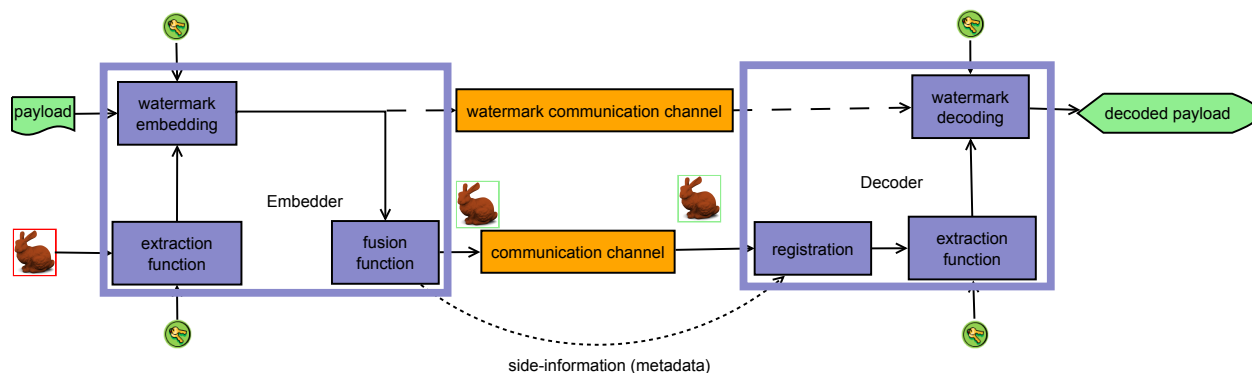 payload
watermark
embedding
watermark communication channel
watermark
decoding
decoded payload
Embedder
Decoder
extraction
function
fusion
function
communication channel
registration
extraction
function
side-information (metadata)